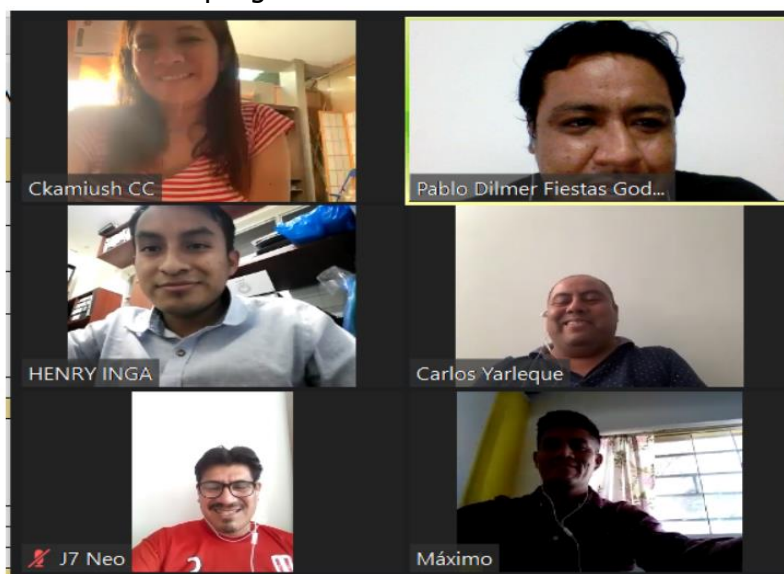 Ckamiush CC
Pablo Dilmer Fiestas God...
HENRY INGA
Carlos Yarleque
J7 Neo
Máximo